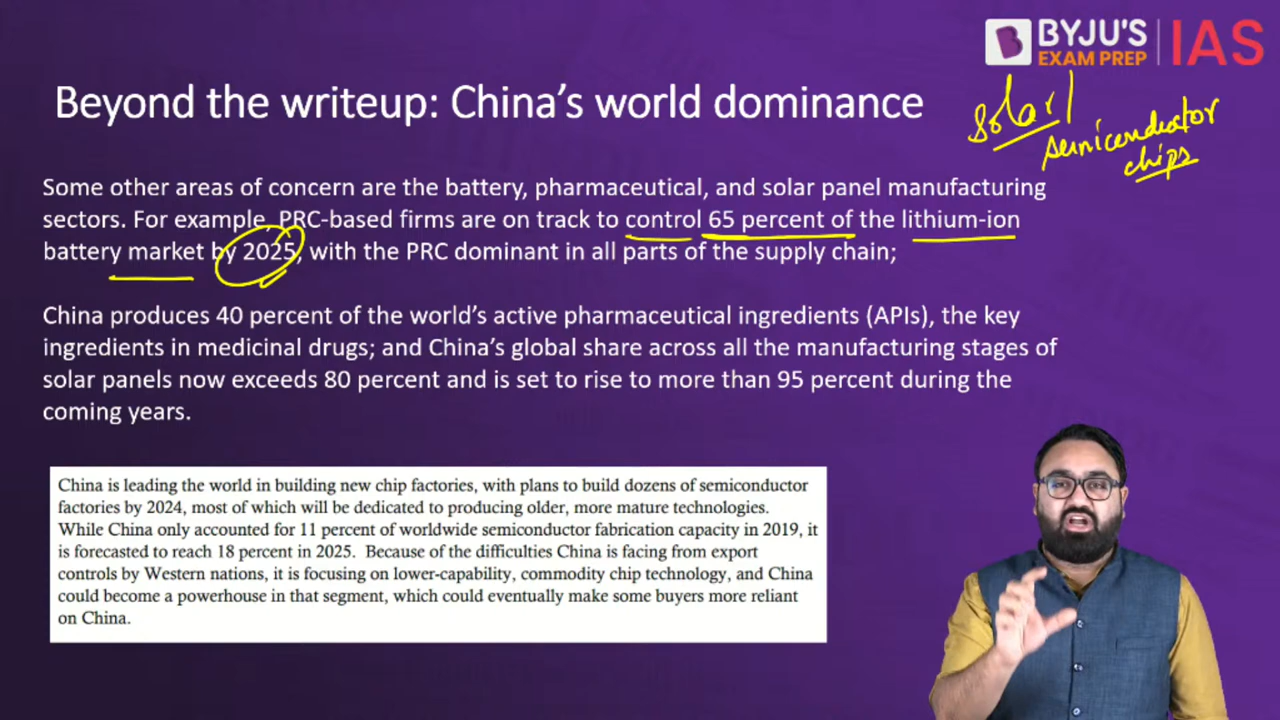 BYJU'S
EXAM PREP
IAS
Beyond the writeup: China's world dominance
solar
semiconductor
chips
Some other areas of concern are the battery, pharmaceutical, and solar panel manufacturing
sectors. For example, PRC-based firms are on track to control 65 percent of the lithium-ion
battery market by 2025, with the PRC dominant in all parts of the supply chain;
China produces 40 percent of the world's active pharmaceutical ingredients (APIs), the key
ingredients in medicinal drugs; and China's global share across all the manufacturing stages of
solar panels now exceeds 80 percent and is set to rise to more than 95 percent during the
coming years.
China is leading the world in building new chip factories, with plans to build dozens of semiconductor
factories by 2024, most of which will be dedicated to producing older, more mature technologies.
While China only accounted for 11 percent of worldwide semiconductor fabrication capacity in 2019, it
is forecasted to reach 18 percent in 2025.  Because of the difficulties China is facing from export
controls by Western nations, it is focusing on lower-capability, commodity chip technology, and China
could become a powerhouse in that segment, which could eventually make some buyers more reliant
on China.